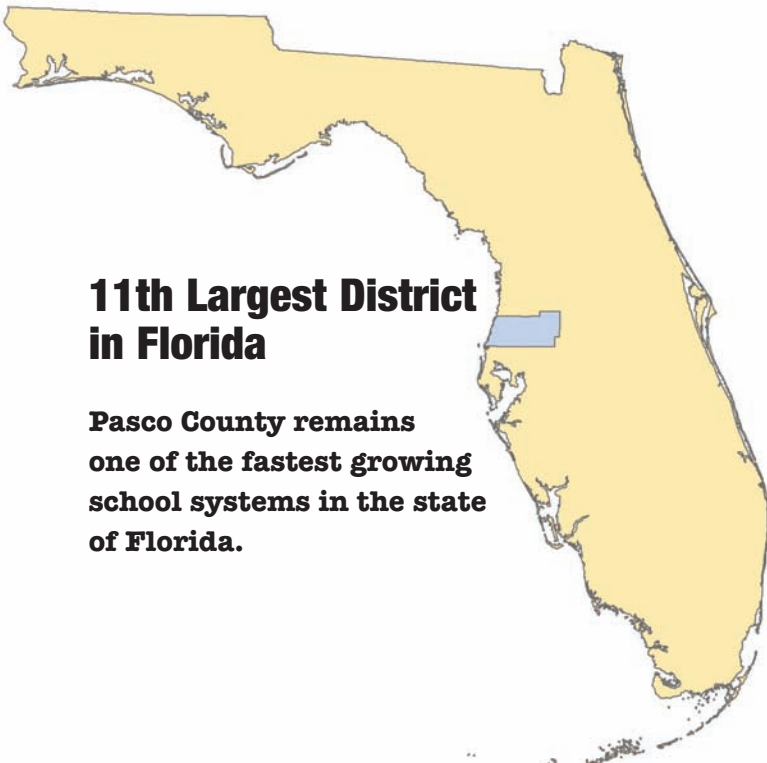 11th Largest District
in Florida
Pasco County remains
one of the fastest growing
school systems in the state
of Florida.